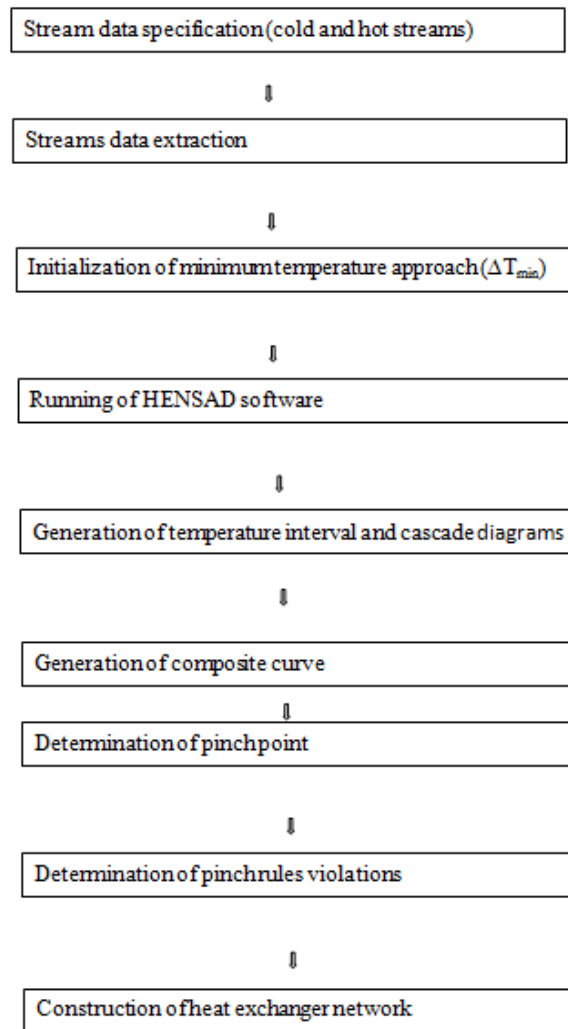 Stream data specification (cold and hot streams)
Streams data extraction
Initialization of minimum temperature approach (ΔTmin)
Running of HENSAD software
Generation of temperature interval and cascade diagrams
Generation of composite curve
Determination of pinch point
Determination of pinch rules violations
Construction of heat exchanger network